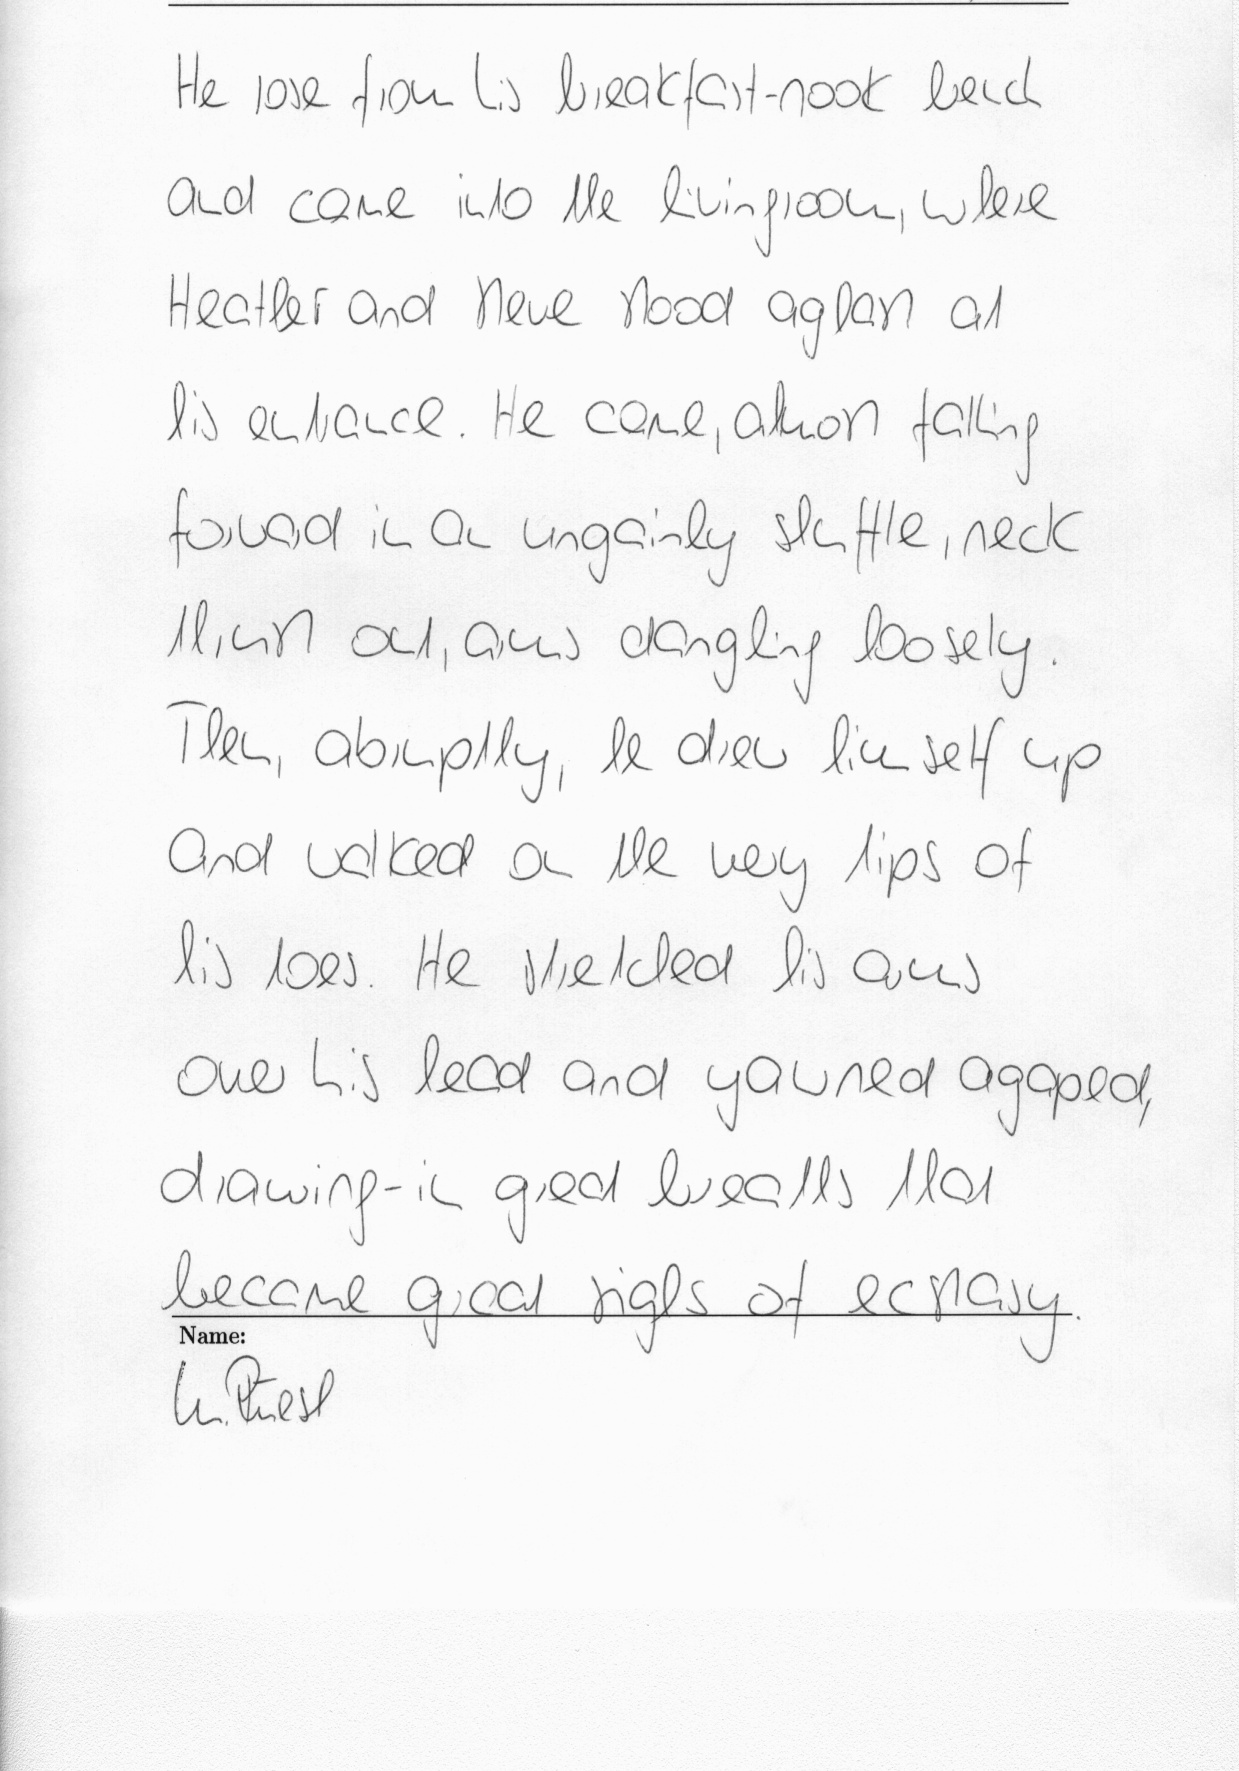 He rose from his breakfast-nook bench
and came into the livingroom, where
Heather and Steve stood aghast at
his entrance. He came, almost falling
forward in an ungainly shuffle, neck
thrust out, arms dangling loosely.
Then, abruptly, he drew himself up
and walked on the very tips of
his toes. He stretched his arms
over his head and yawned agaped,
drawing-in great breaths that
became great sighs of ecstasy.
Name: